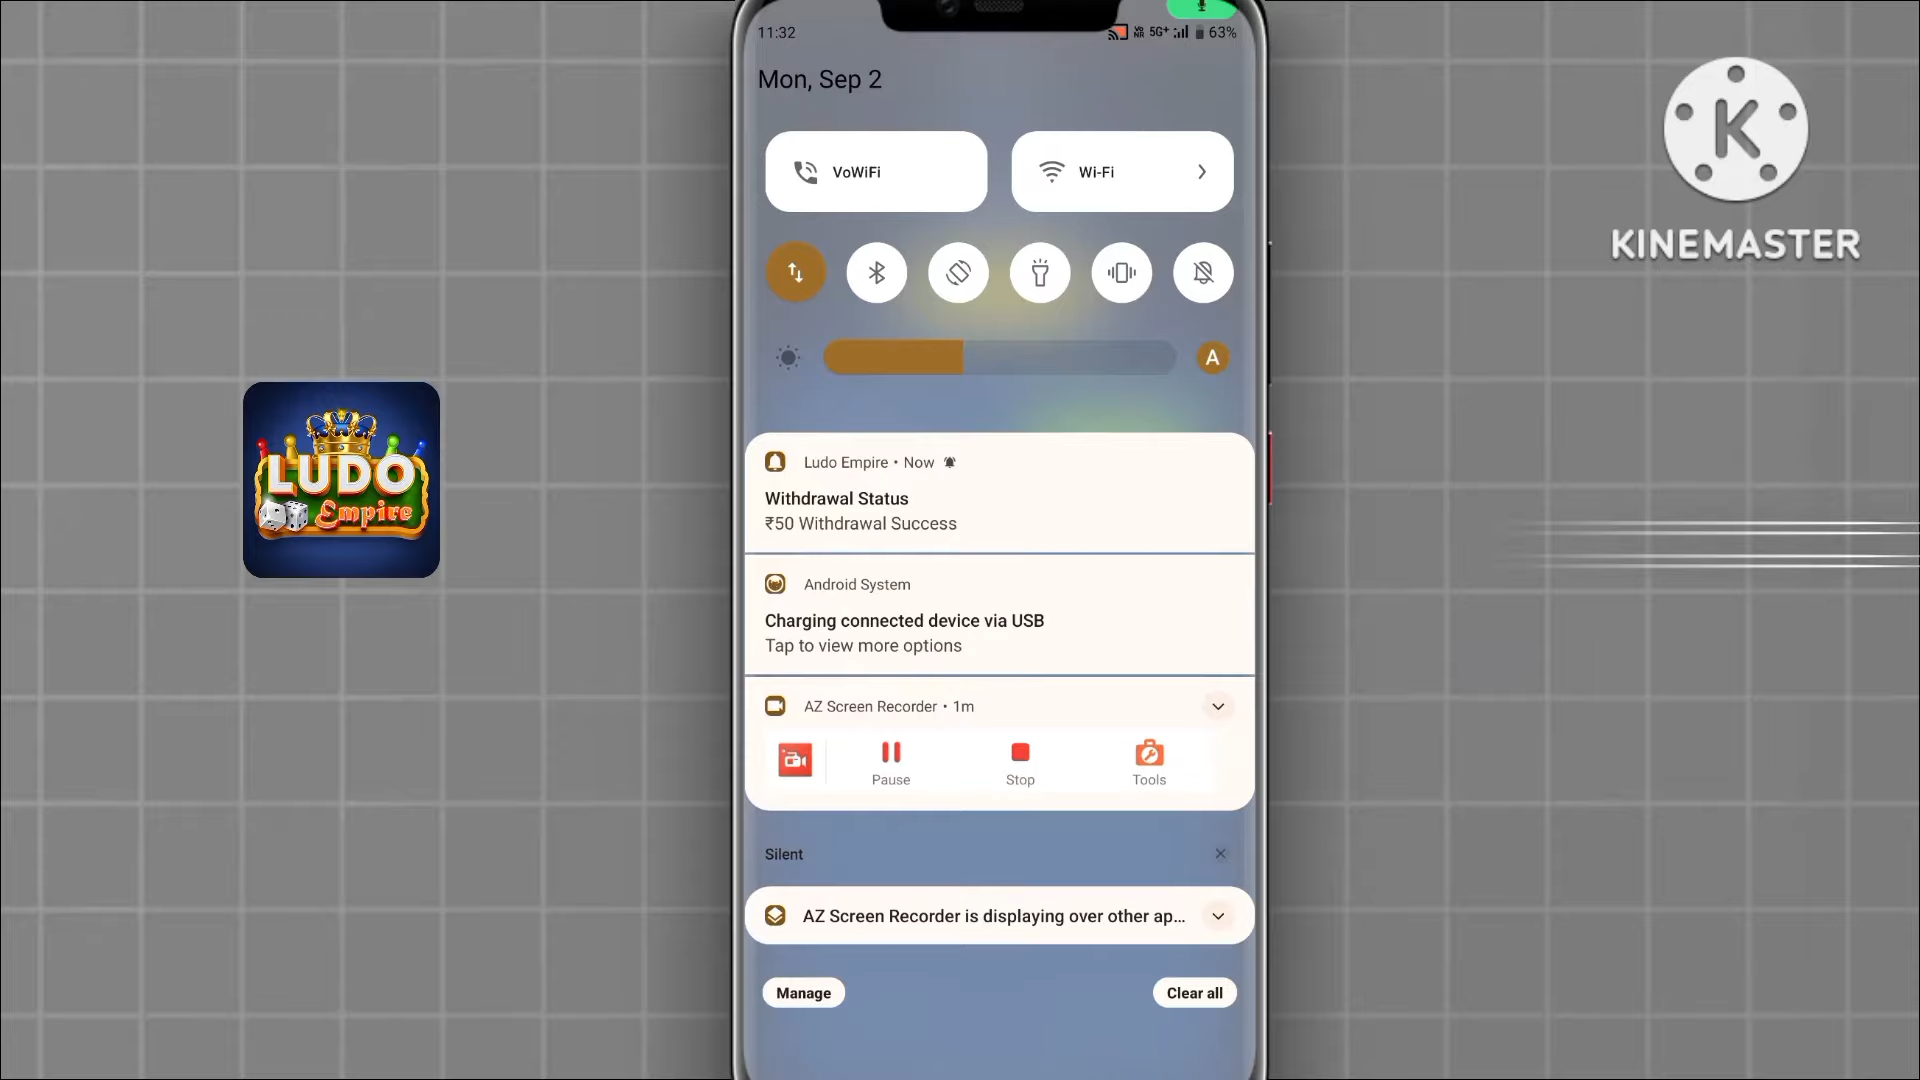 11:32
VoNR 5G+ 63%
Mon, Sep 2
VoWiFi
Wi-Fi
A
K
KINEMASTER
LUDO
Empire
Ludo Empire • Now
Withdrawal Status
₹50 Withdrawal Success
Android System
Charging connected device via USB
Tap to view more options
AZ Screen Recorder • 1m
Pause
Stop
Tools
Silent
AZ Screen Recorder is displaying over other ap...
Manage
Clear all